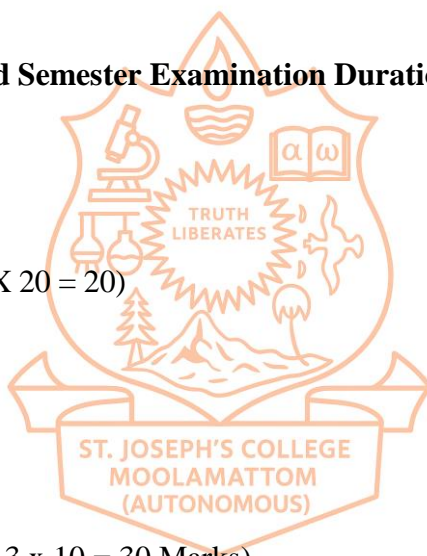 d Semester Examination Duratio
α ω
TRUTH
LIBERATES
X 20 = 20)
ST. JOSEPH'S COLLEGE
MOOLAMATTOM
(AUTONOMOUS)
3 x 10 = 30 Marks)